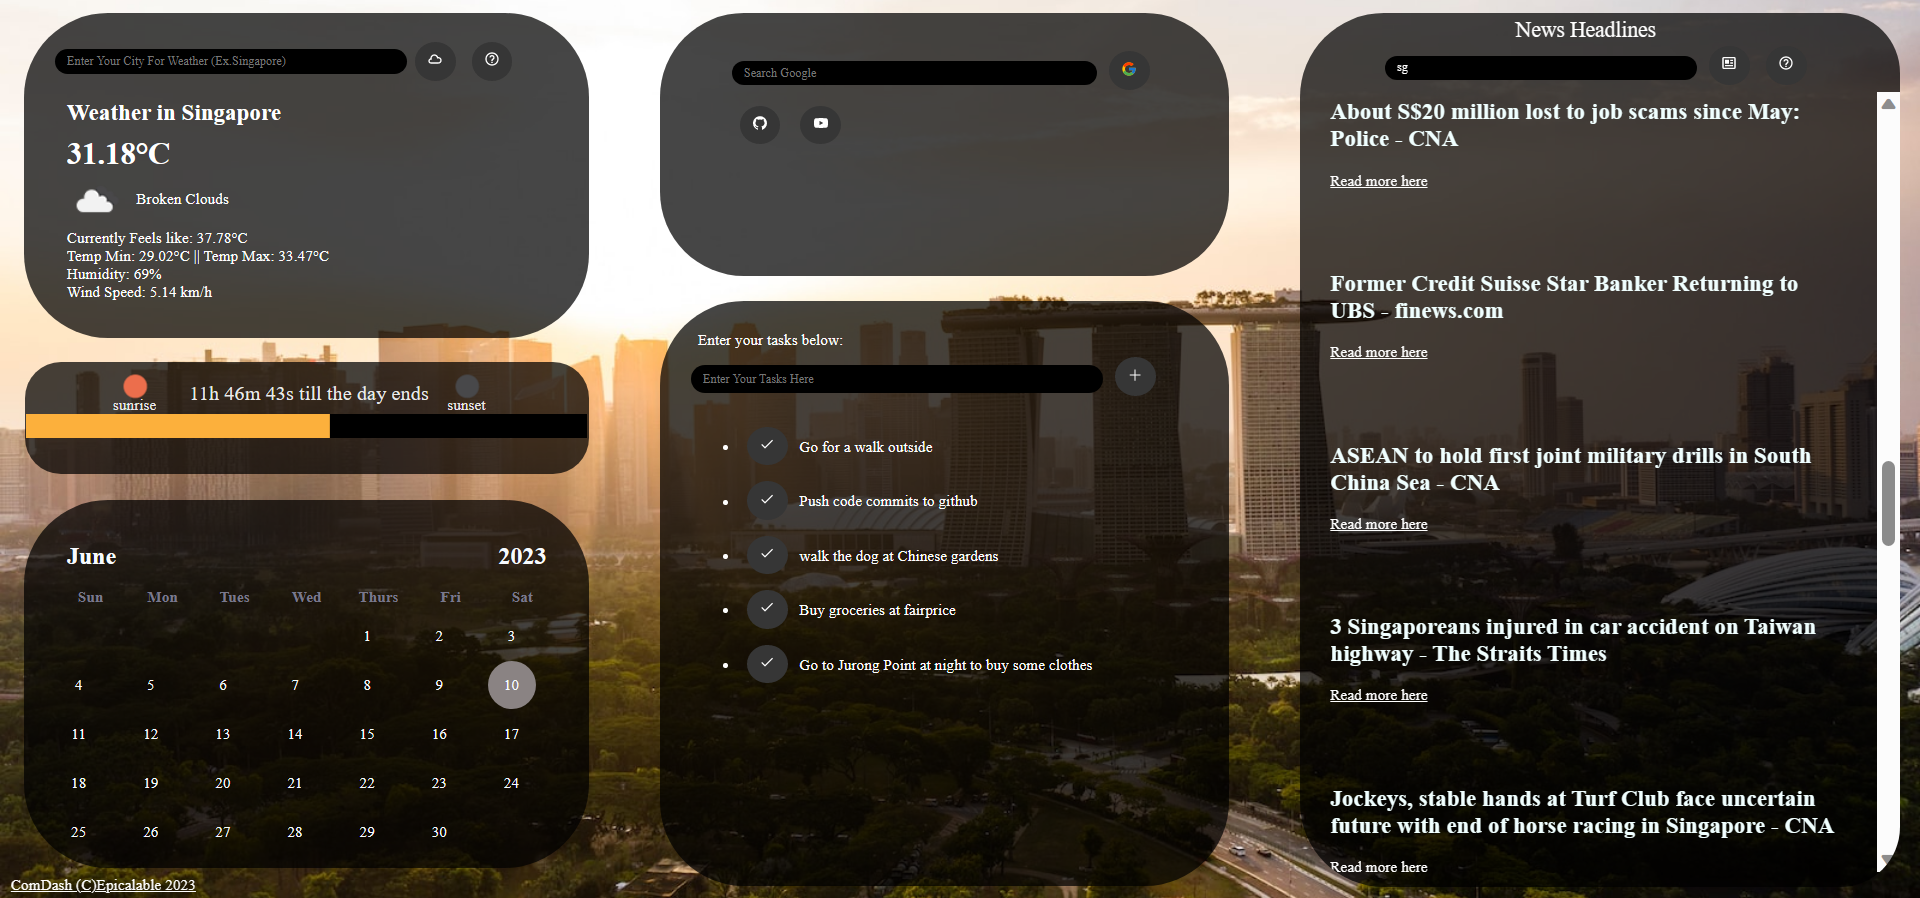 Enter Your City For Weather (Ex.Singapore)
Weather in Singapore
31.18°C
Broken Clouds
Currently Feels like: 37.78°C
Temp Min: 29.02°C || Temp Max: 33.47°C
Humidity: 69%
Wind Speed: 5.14 km/h
sunrise
11h 46m 43s till the day ends
sunset
June 2023
Sun Mon Tues Wed Thurs Fri Sat
1 2 3
4 5 6 7 8 9 10
11 12 13 14 15 16 17
18 19 20 21 22 23 24
25 26 27 28 29 30
ComDash (C)Epicalable 2023
Search Google
Enter your tasks below:
Enter Your Tasks Here
Go for a walk outside
Push code commits to github
walk the dog at Chinese gardens
Buy groceries at fairprice
Go to Jurong Point at night to buy some clothes
News Headlines
sg
About S$20 million lost to job scams since May:
Police - CNA
Read more here
Former Credit Suisse Star Banker Returning to
UBS - finews.com
Read more here
ASEAN to hold first joint military drills in South
China Sea - CNA
Read more here
3 Singaporeans injured in car accident on Taiwan
highway - The Straits Times
Read more here
Jockeys, stable hands at Turf Club face uncertain
future with end of horse racing in Singapore - CNA
Read more here